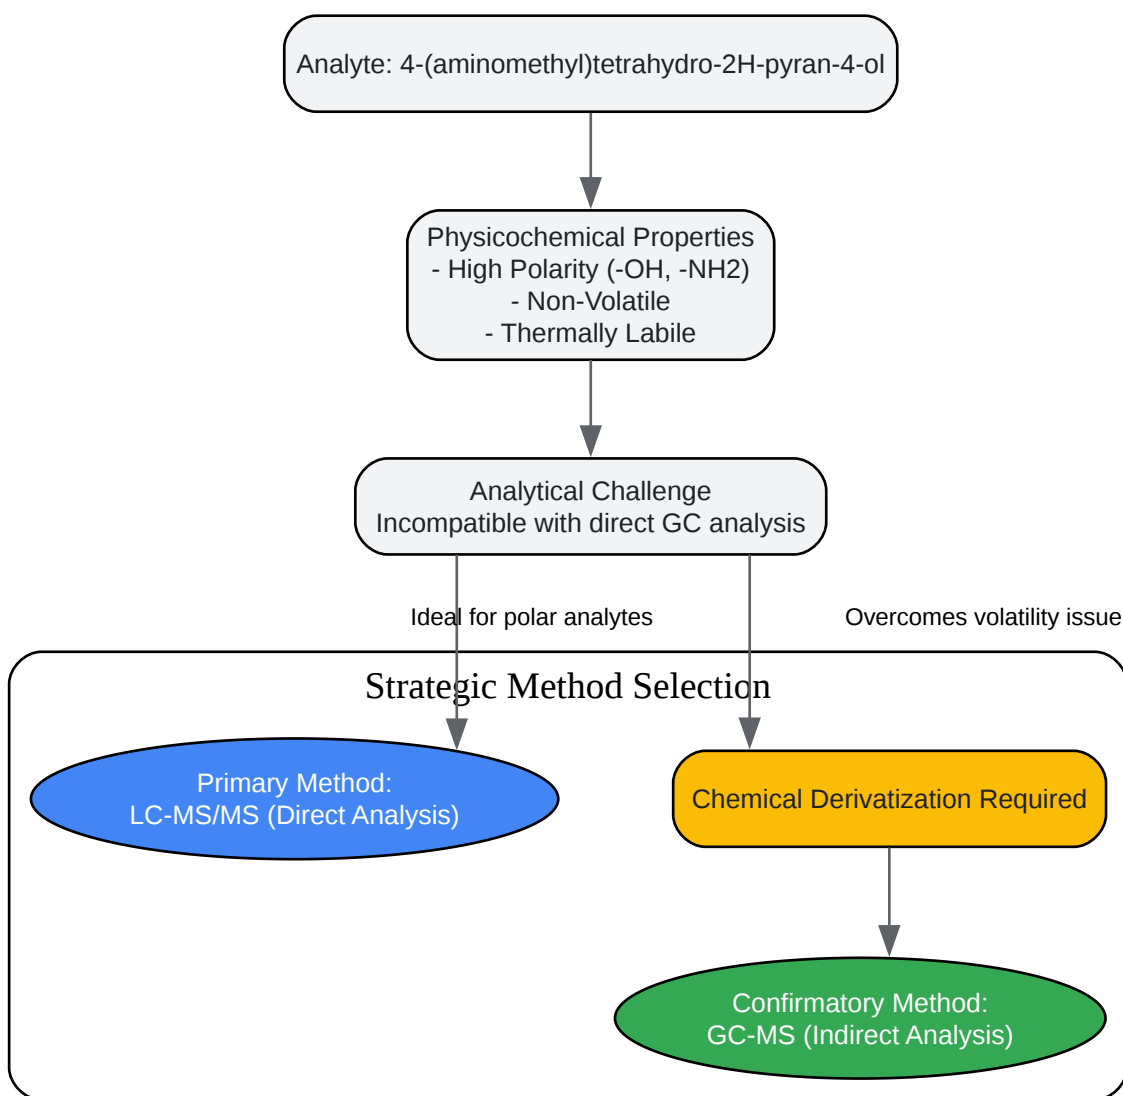 Analyte: 4-(aminomethyl)tetrahydro-2H-pyran-4-ol
Physicochemical Properties
- High Polarity (-OH, -NH2)
- Non-Volatile
- Thermally Labile
Analytical Challenge
Incompatible with direct GC analysis
Ideal for polar analytes
Overcomes volatility issue
Strategic Method Selection
Primary Method:
LC-MS/MS (Direct Analysis)
Chemical Derivatization Required
Confirmatory Method:
GC-MS (Indirect Analysis)